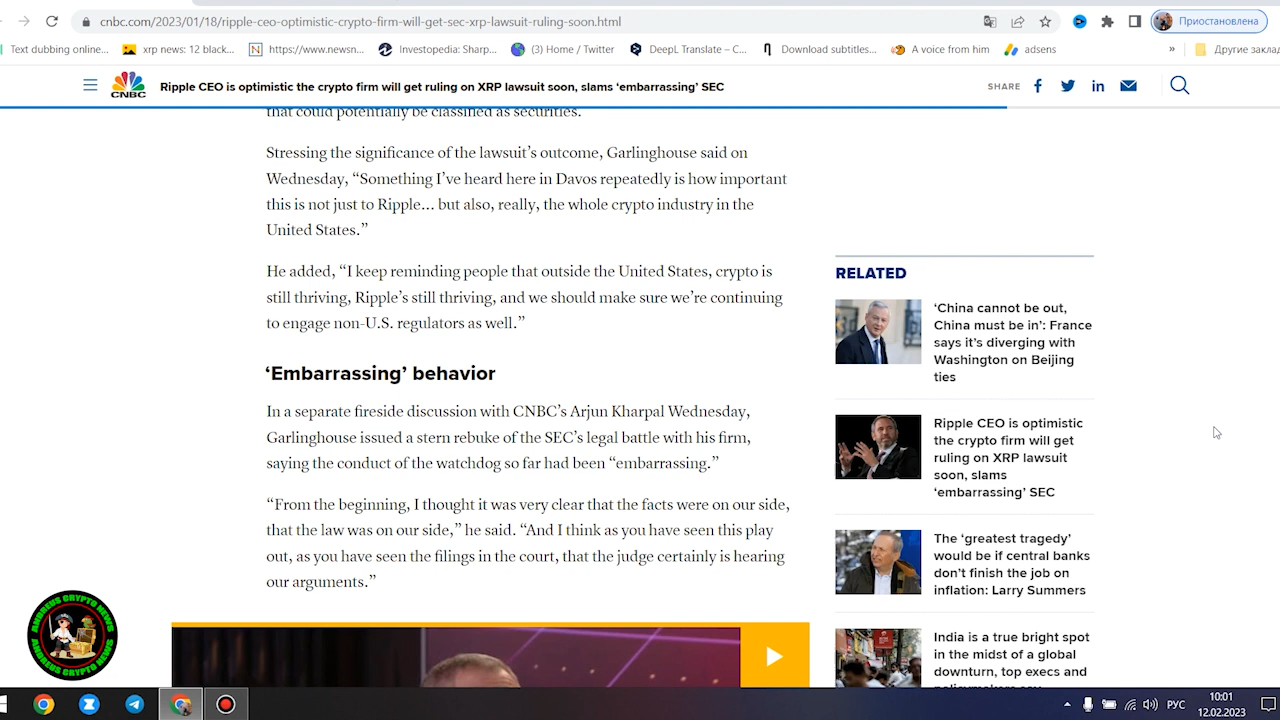 cnbc.com/2023/01/18/ripple-ceo-optimistic-crypto-firm-will-get-sec-xrp-lawsuit-ruling-soon.html
Приостановлена
Text dubbing online...
xrp news: 12 black...
https://www.newsn...
Investopedia: Sharp...
(3) Home / Twitter
DeepL Translate – C...
Download subtitles...
A voice from him
adsens
»
Другие закла
CNBC
Ripple CEO is optimistic the crypto firm will get ruling on XRP lawsuit soon, slams ‘embarrassing’ SEC
SHARE
that could potentially be classified as securities.
Stressing the significance of the lawsuit’s outcome, Garlinghouse said on
Wednesday, “Something I’ve heard here in Davos repeatedly is how important
this is not just to Ripple… but also, really, the whole crypto industry in the
United States.”
He added, “I keep reminding people that outside the United States, crypto is
still thriving, Ripple’s still thriving, and we should make sure we’re continuing
to engage non-U.S. regulators as well.”
‘Embarrassing’ behavior
In a separate fireside discussion with CNBC’s Arjun Kharpal Wednesday,
Garlinghouse issued a stern rebuke of the SEC’s legal battle with his firm,
saying the conduct of the watchdog so far had been “embarrassing.”
“From the beginning, I thought it was very clear that the facts were on our side,
that the law was on our side,” he said. “And I think as you have seen this play
out, as you have seen the filings in the court, that the judge certainly is hearing
our arguments.”
RELATED
‘China cannot be out,
China must be in’: France
says it’s diverging with
Washington on Beijing
ties
Ripple CEO is optimistic
the crypto firm will get
ruling on XRP lawsuit
soon, slams
‘embarrassing’ SEC
The ‘greatest tragedy’
would be if central banks
don’t finish the job on
inflation: Larry Summers
India is a true bright spot
in the midst of a global
downturn, top execs and
ANDREUS CRYPTO NEWS
ANDREUS CRYPTO NEWS
РУС
10:01
12.02.2023